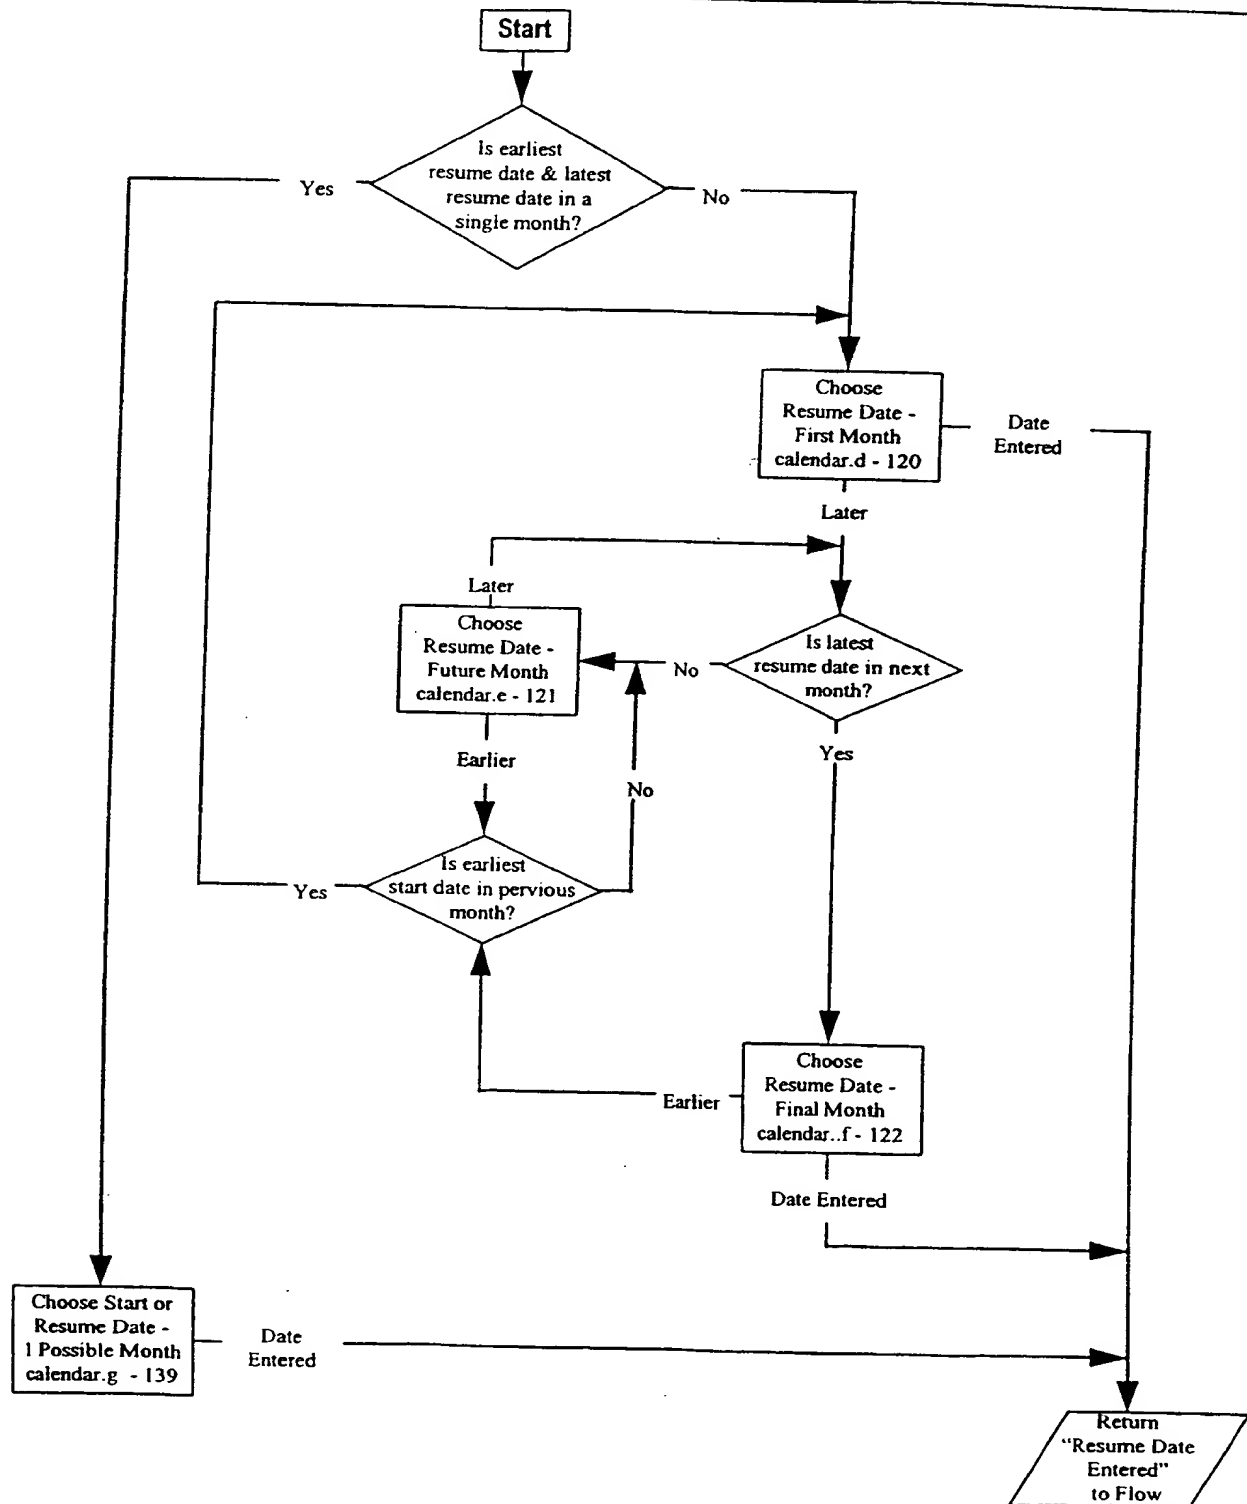 Start
Is earliest
resume date & latest
resume date in a
single month?
Yes
No
Choose
Resume Date -
First Month
calendar.d - 120
Date
Entered
Later
Later
Choose
Resume Date -
Future Month
calendar.e - 121
No
Is latest
resume date in next
month?
Earlier
No
Yes
Is earliest
start date in pervious
month?
Yes
Choose
Resume Date -
Final Month
calendar..f - 122
Earlier
Date Entered
Choose Start or
Resume Date -
1 Possible Month
calendar.g - 139
Date
Entered
Return
“Resume Date
Entered”
to Flow